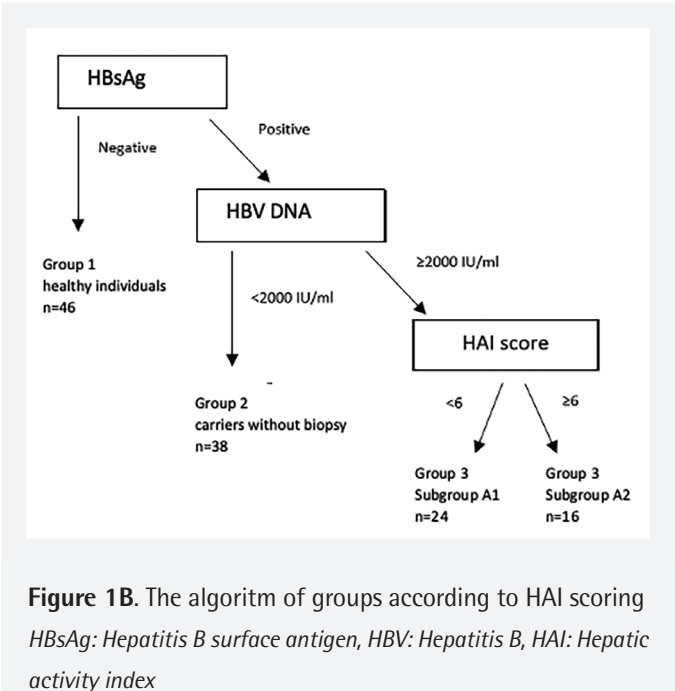 HBsAg
Negative
Positive
HBV DNA
Group 1
healthy individuals
n=46
<2000 IU/ml
≥2000 IU/ml
HAI score
Group 2
carriers without biopsy
n=38
<6
≥6
Group 3
Subgroup A1
n=24
Group 3
Subgroup A2
n=16
Figure 1B. The algoritm of groups according to HAI scoring
HBsAg: Hepatitis B surface antigen, HBV: Hepatitis B, HAI: Hepatic
activity index